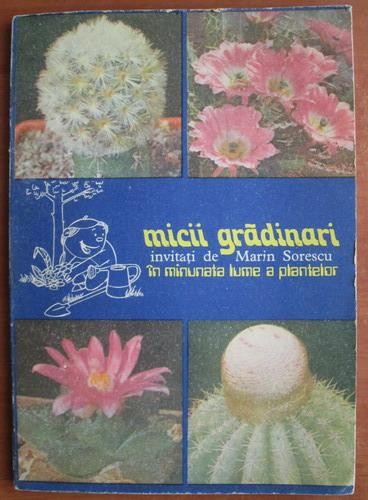 micii grădinari
invitați de Marin Sorescu
în minunata lume a plantelor